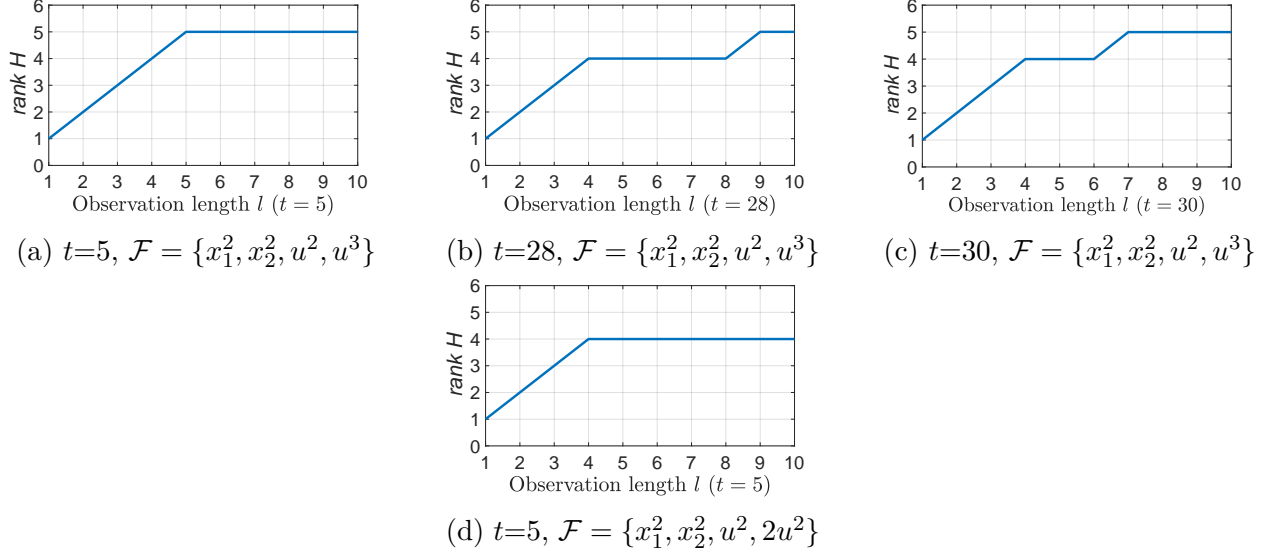 rank H
6
5
4
3
2
1
0
1 2 3 4 5 6 7 8 9 10
Observation length l (t = 5)
(a) t=5, F = {x₁², x₂², u², u³}
rank H
6
5
4
3
2
1
0
1 2 3 4 5 6 7 8 9 10
Observation length l (t = 28)
(b) t=28, F = {x₁², x₂², u², u³}
rank H
6
5
4
3
2
1
0
1 2 3 4 5 6 7 8 9 10
Observation length l (t = 30)
(c) t=30, F = {x₁², x₂², u², u³}
rank H
6
5
4
3
2
1
0
1 2 3 4 5 6 7 8 9 10
Observation length l (t = 5)
(d) t=5, F = {x₁², x₂², u², 2u²}